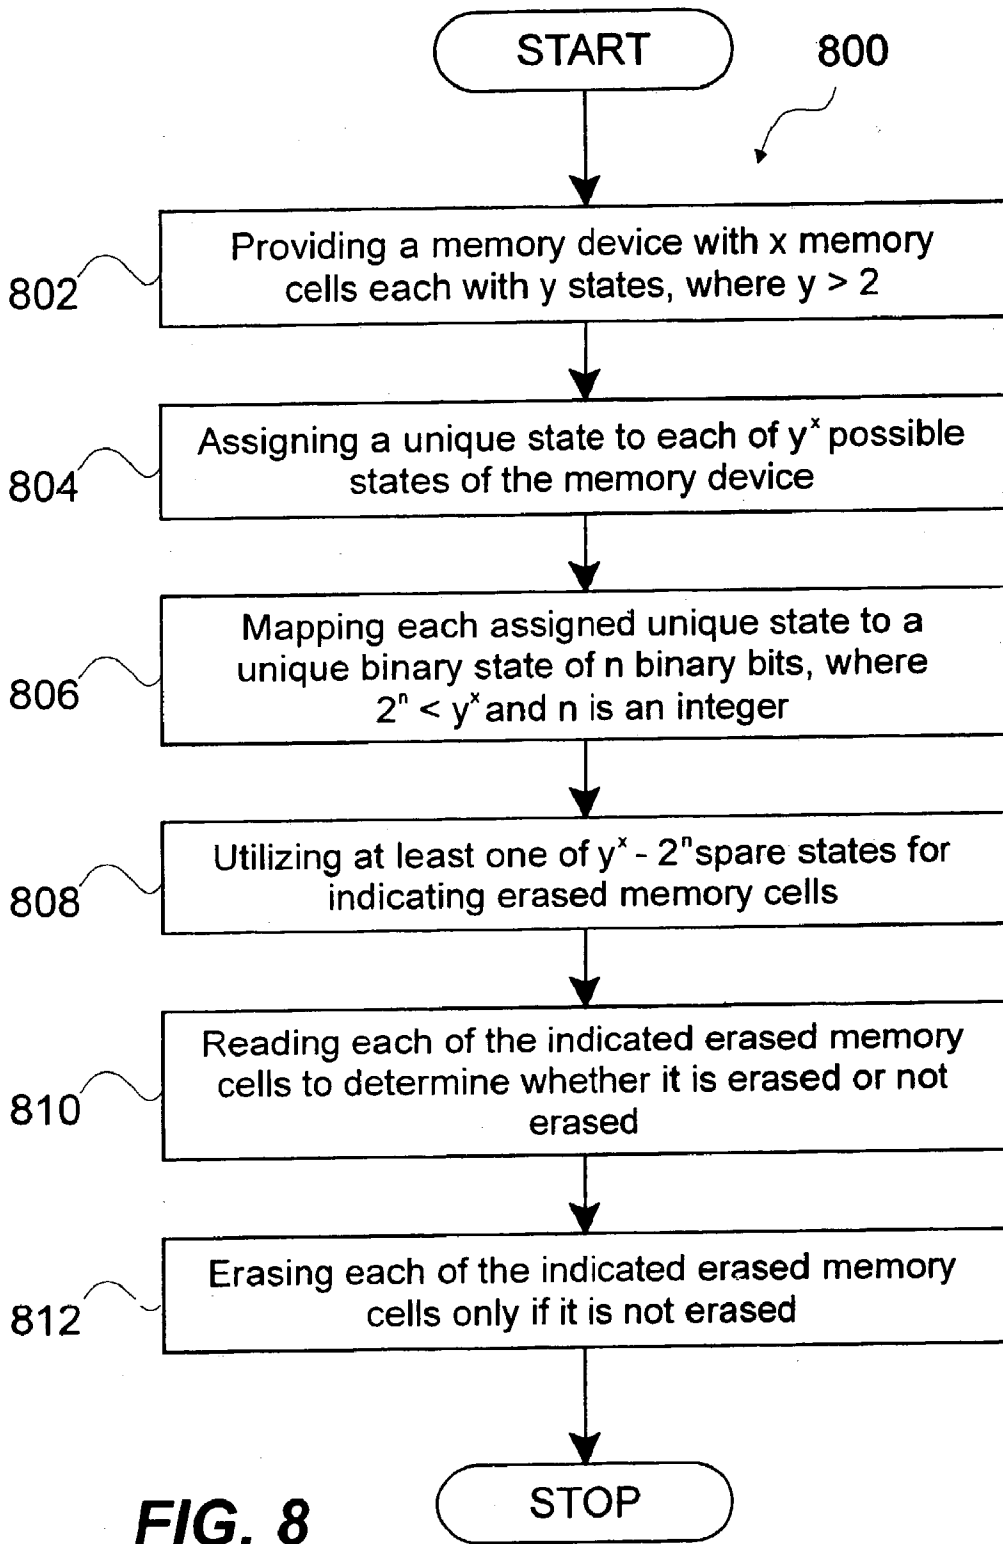 START
800
802
Providing a memory device with x memory
cells each with y states, where y > 2
804
Assigning a unique state to each of yˣ possible
states of the memory device
806
Mapping each assigned unique state to a
unique binary state of n binary bits, where
2ⁿ < yˣ and n is an integer
808
Utilizing at least one of yˣ - 2ⁿ spare states for
indicating erased memory cells
810
Reading each of the indicated erased memory
cells to determine whether it is erased or not
erased
812
Erasing each of the indicated erased memory
cells only if it is not erased
STOP
FIG. 8